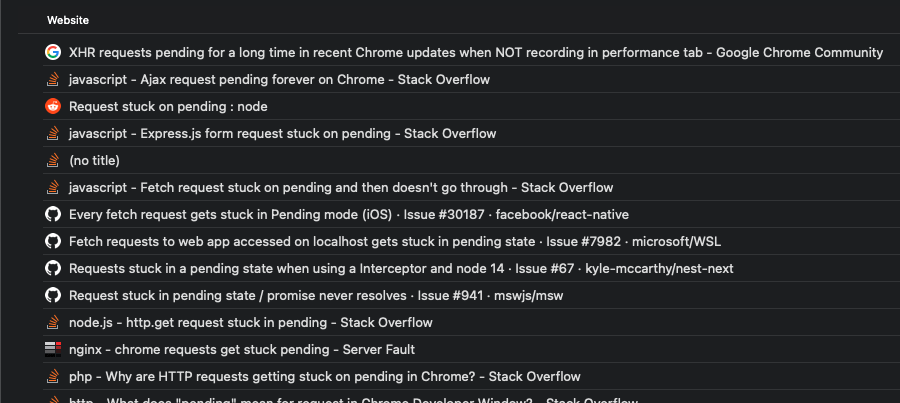 Website
XHR requests pending for a long time in recent Chrome updates when NOT recording in performance tab - Google Chrome Community
javascript - Ajax request pending forever on Chrome - Stack Overflow
Request stuck on pending : node
javascript - Express.js form request stuck on pending - Stack Overflow
(no title)
javascript - Fetch request stuck on pending and then doesn't go through - Stack Overflow
Every fetch request gets stuck in Pending mode (iOS) · Issue #30187 · facebook/react-native
Fetch requests to web app accessed on localhost gets stuck in pending state · Issue #7982 · microsoft/WSL
Requests stuck in a pending state when using a Interceptor and node 14 · Issue #67 · kyle-mccarthy/nest-next
Request stuck in pending state / promise never resolves · Issue #941 · mswjs/msw
node.js - http.get request stuck in pending - Stack Overflow
nginx - chrome requests get stuck pending - Server Fault
php - Why are HTTP requests getting stuck on pending in Chrome? - Stack Overflow
http - What does "pending" mean for request in Chrome Developer Window? - Stack Overflow